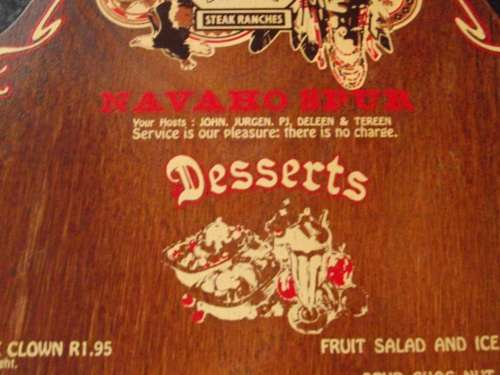 STEAK RANCHES
NAVAHO SPUR
Your Hosts : JOHN, JURGEN, PJ, DELEEN & TEREEN
Service is our pleasure: there is no charge.
Desserts
CLOWN R1.95
FRUIT SALAD AND ICE
NUT